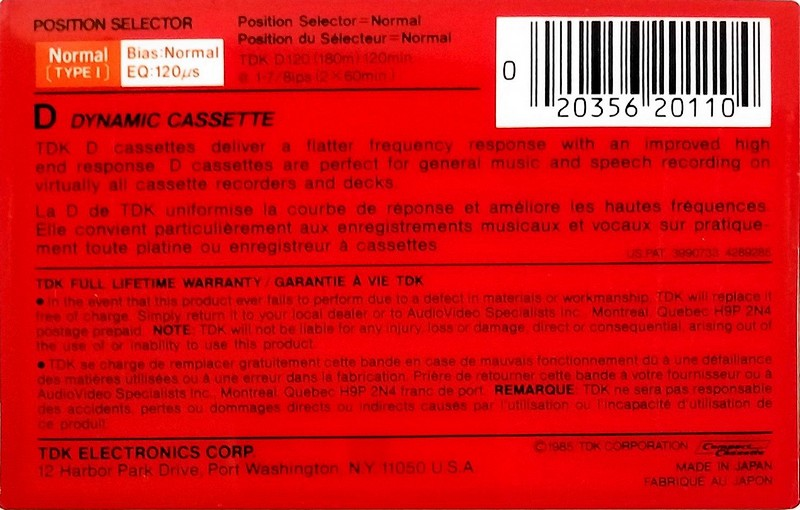 POSITION SELECTOR
Normal
[TYPE I]
Bias:Normal
EQ:120µs
Position Selector=Normal
Position du Sélecteur=Normal
TDK D120 (180m) 120min
@ 1-7/8ips (2×60min.)
0
20356 20110
D DYNAMIC CASSETTE
TDK D cassettes deliver a flatter frequency response with an improved high
end response. D cassettes are perfect for general music and speech recording on
virtually all cassette recorders and decks.
La D de TDK uniformise la courbe de réponse et améliore les hautes fréquences.
Elle convient particulièrement aux enregistrements musicaux et vocaux sur pratique-
ment toute platine ou enregistreur à cassettes
US.PAT. 3990733, 4289286
TDK FULL LIFETIME WARRANTY / GARANTIE À VIE TDK
● In the event that this product ever fails to perform due to a defect in materials or workmanship, TDK will replace it
free of charge. Simply return it to your local dealer or to AudioVideo Specialists Inc., Montreal, Quebec H9P 2N4
postage prepaid. NOTE: TDK will not be liable for any injury, loss or damage, direct or consequential, arising out of
the use of or inability to use this product.
● TDK se charge de remplacer gratuitement cette bande en case de mauvais fonctionnement dû à une défaillance
des matières utilisées ou à une erreur dans la fabrication. Prière de retourner cette bande à votre fournisseur ou à
AudioVideo Specialists Inc., Montreal, Quebec H9P 2N4 franc de port. REMARQUE: TDK ne sera pas responsable
des accidents, pertes ou dommages directs ou indirects causés par l'utilisation ou l'incapacité d'utilisation de
ce produit.
TDK ELECTRONICS CORP.
12 Harbor Park Drive, Port Washington, N.Y. 11050 U.S.A.
©1985 TDK CORPORATION
Compact Cassette
MADE IN JAPAN
FABRIQUÉ AU JAPON